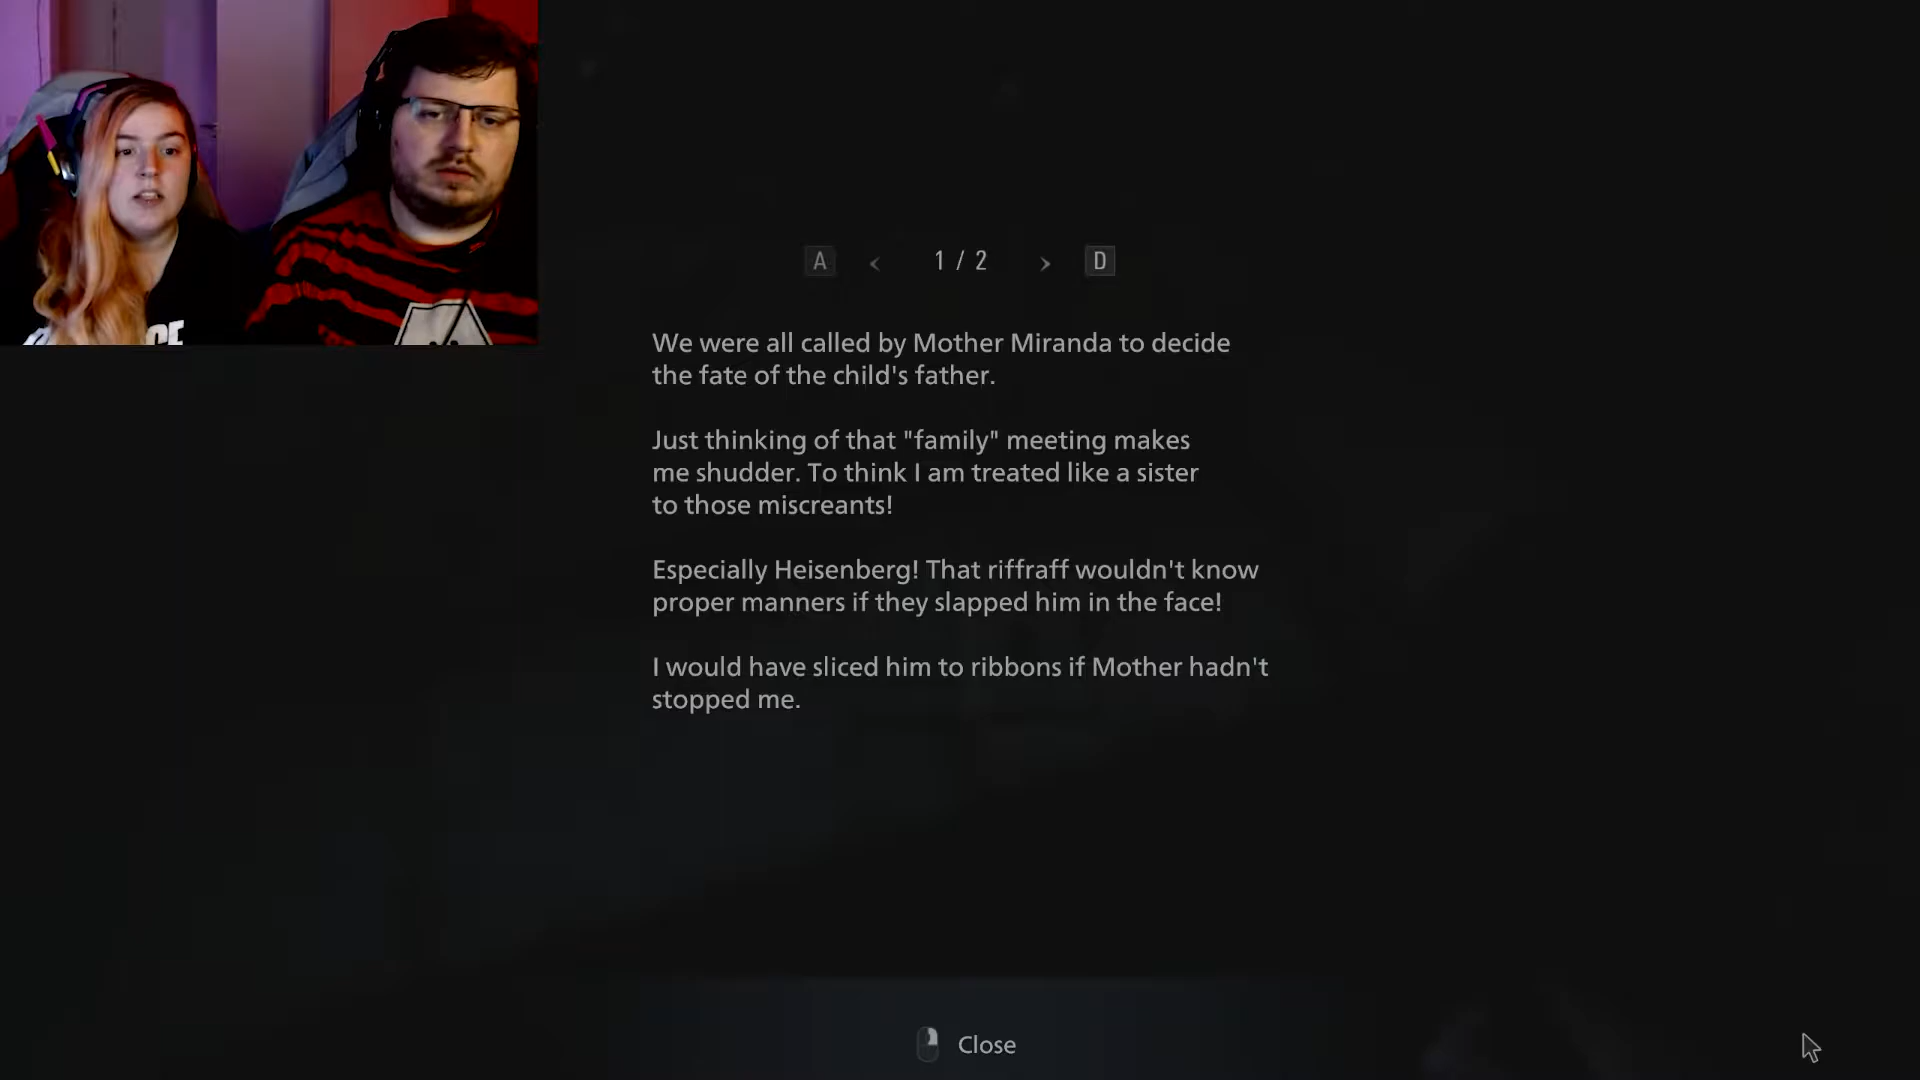 A < 1 / 2 > D
We were all called by Mother Miranda to decide
the fate of the child's father.
Just thinking of that "family" meeting makes
me shudder. To think I am treated like a sister
to those miscreants!
Especially Heisenberg! That riffraff wouldn't know
proper manners if they slapped him in the face!
I would have sliced him to ribbons if Mother hadn't
stopped me.
Close